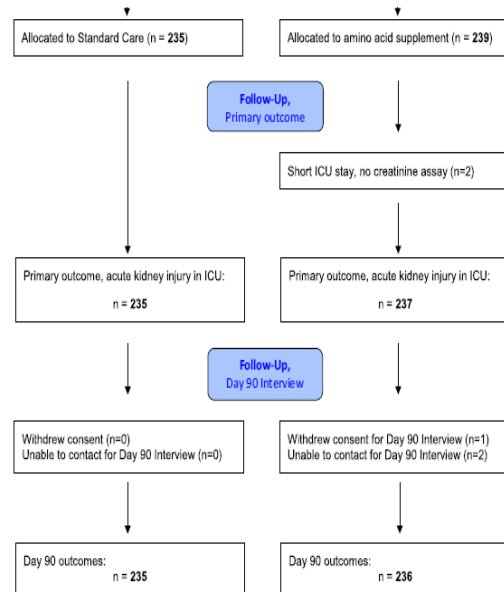 Allocated to Standard Care (n = 235)
Allocated to amino acid supplement (n = 239)
Follow-Up,
Primary outcome
Short ICU stay, no creatinine assay (n=2)
Primary outcome, acute kidney injury in ICU:
n = 235
Primary outcome, acute kidney injury in ICU:
n = 237
Follow-Up,
Day 90 Interview
Withdrew consent (n=0)
Unable to contact for Day 90 Interview (n=0)
Withdrew consent for Day 90 Interview (n=1)
Unable to contact for Day 90 Interview (n=2)
Day 90 outcomes:
n = 235
Day 90 outcomes:
n = 236